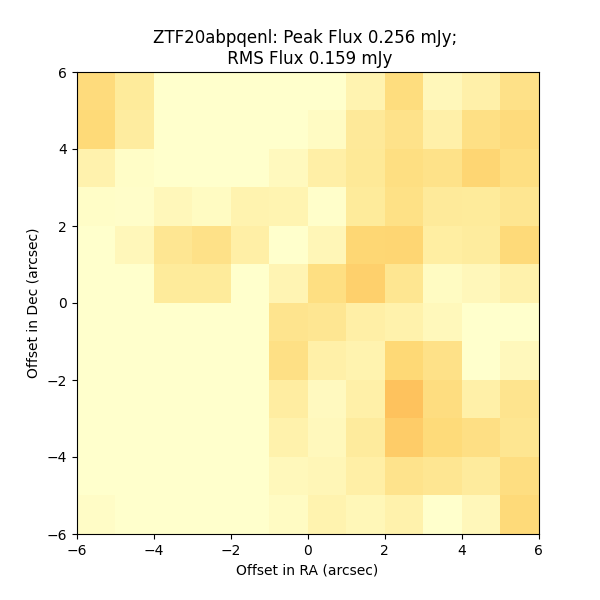 ZTF20abpqenl: Peak Flux 0.256 mJy;
RMS Flux 0.159 mJy
6
4
2
0
−2
−4
−6
Offset in Dec (arcsec)
−6 −4 −2 0 2 4 6
Offset in RA (arcsec)